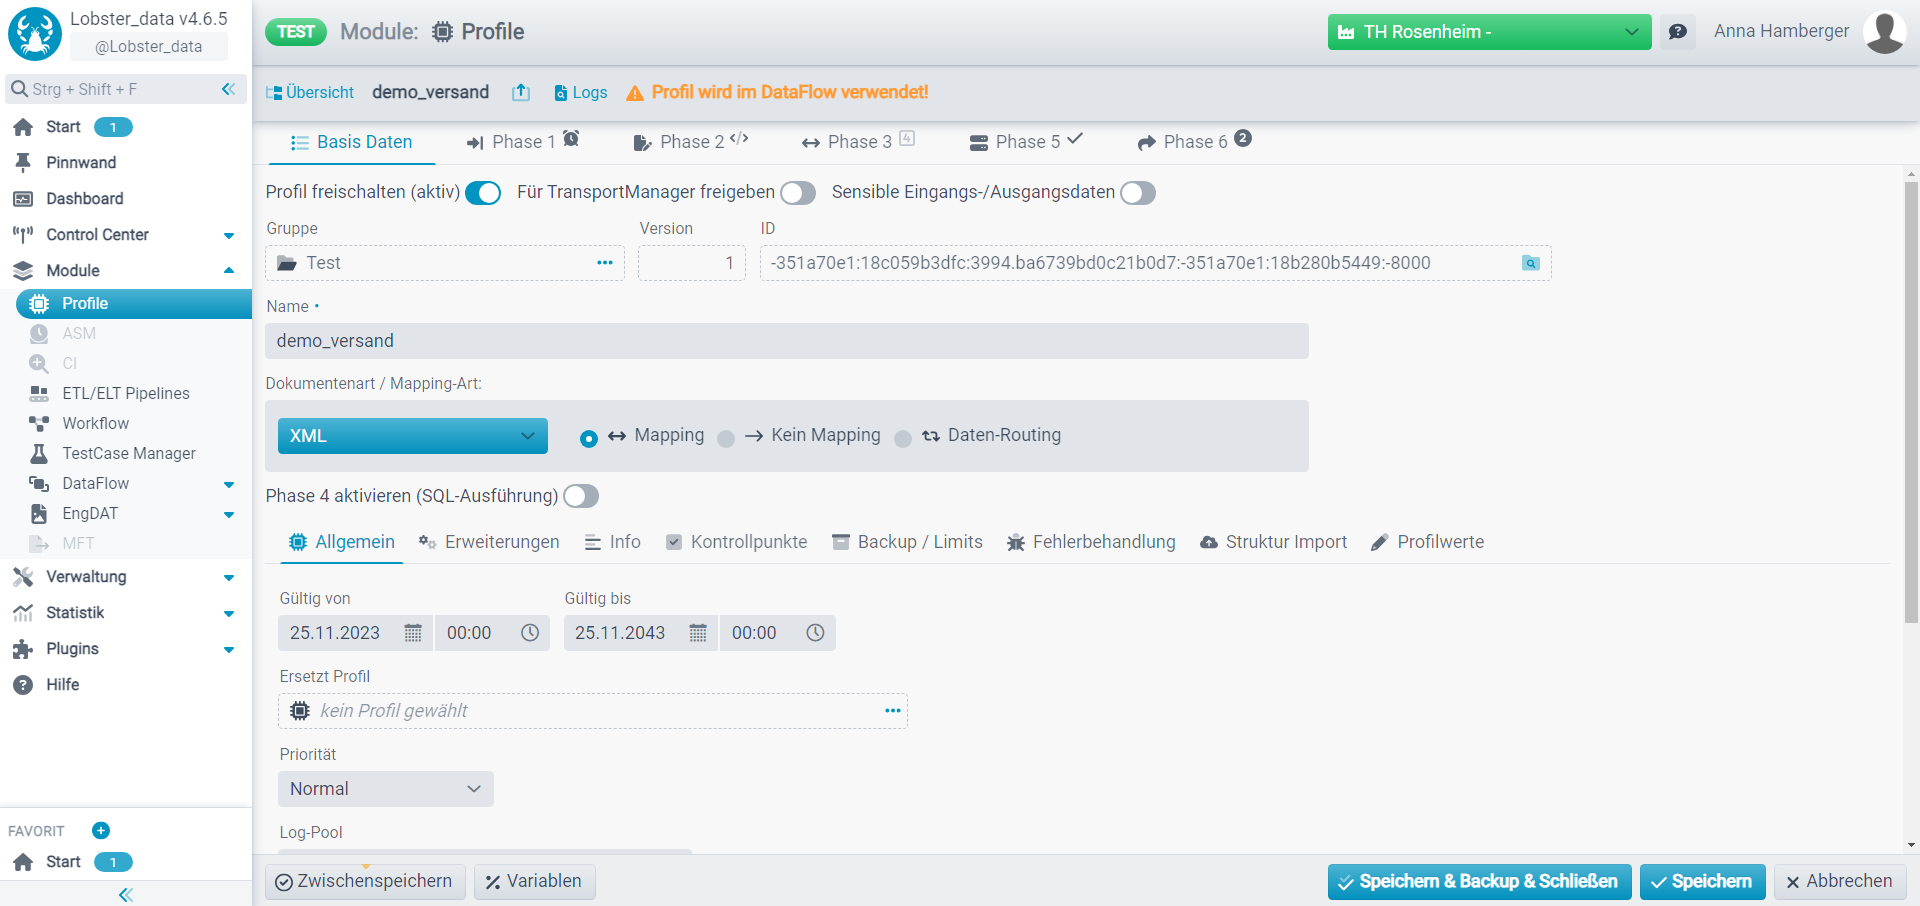 Lobster_data v4.6.5
@Lobster_data
Strg + Shift + F
Start 1
Pinnwand
Dashboard
Control Center
Module
Profile
ASM
CI
ETL/ELT Pipelines
Workflow
TestCase Manager
DataFlow
EngDAT
MFT
Verwaltung
Statistik
Plugins
Hilfe
FAVORIT
Start 1
TEST Module: Profile
TH Rosenheim -
Anna Hamberger
Übersicht demo_versand Logs Profil wird im DataFlow verwendet!
Basis Daten Phase 1 Phase 2 </> Phase 3 4 Phase 5 Phase 6 2
Profil freischalten (aktiv) Für TransportManager freigeben Sensible Eingangs-/Ausgangsdaten
Gruppe Version ID
Test ••• 1 -351a70e1:18c059b3dfc:3994.ba6739bd0c21b0d7:-351a70e1:18b280b5449:-8000
Name •
demo_versand
Dokumentenart / Mapping-Art:
XML Mapping Kein Mapping Daten-Routing
Phase 4 aktivieren (SQL-Ausführung)
Allgemein Erweiterungen Info Kontrollpunkte Backup / Limits Fehlerbehandlung Struktur Import Profilwerte
Gültig von Gültig bis
25.11.2023 00:00 25.11.2043 00:00
Ersetzt Profil
kein Profil gewählt •••
Priorität
Normal
Log-Pool
Zwischenspeichern Variablen Speichern & Backup & Schließen Speichern Abbrechen